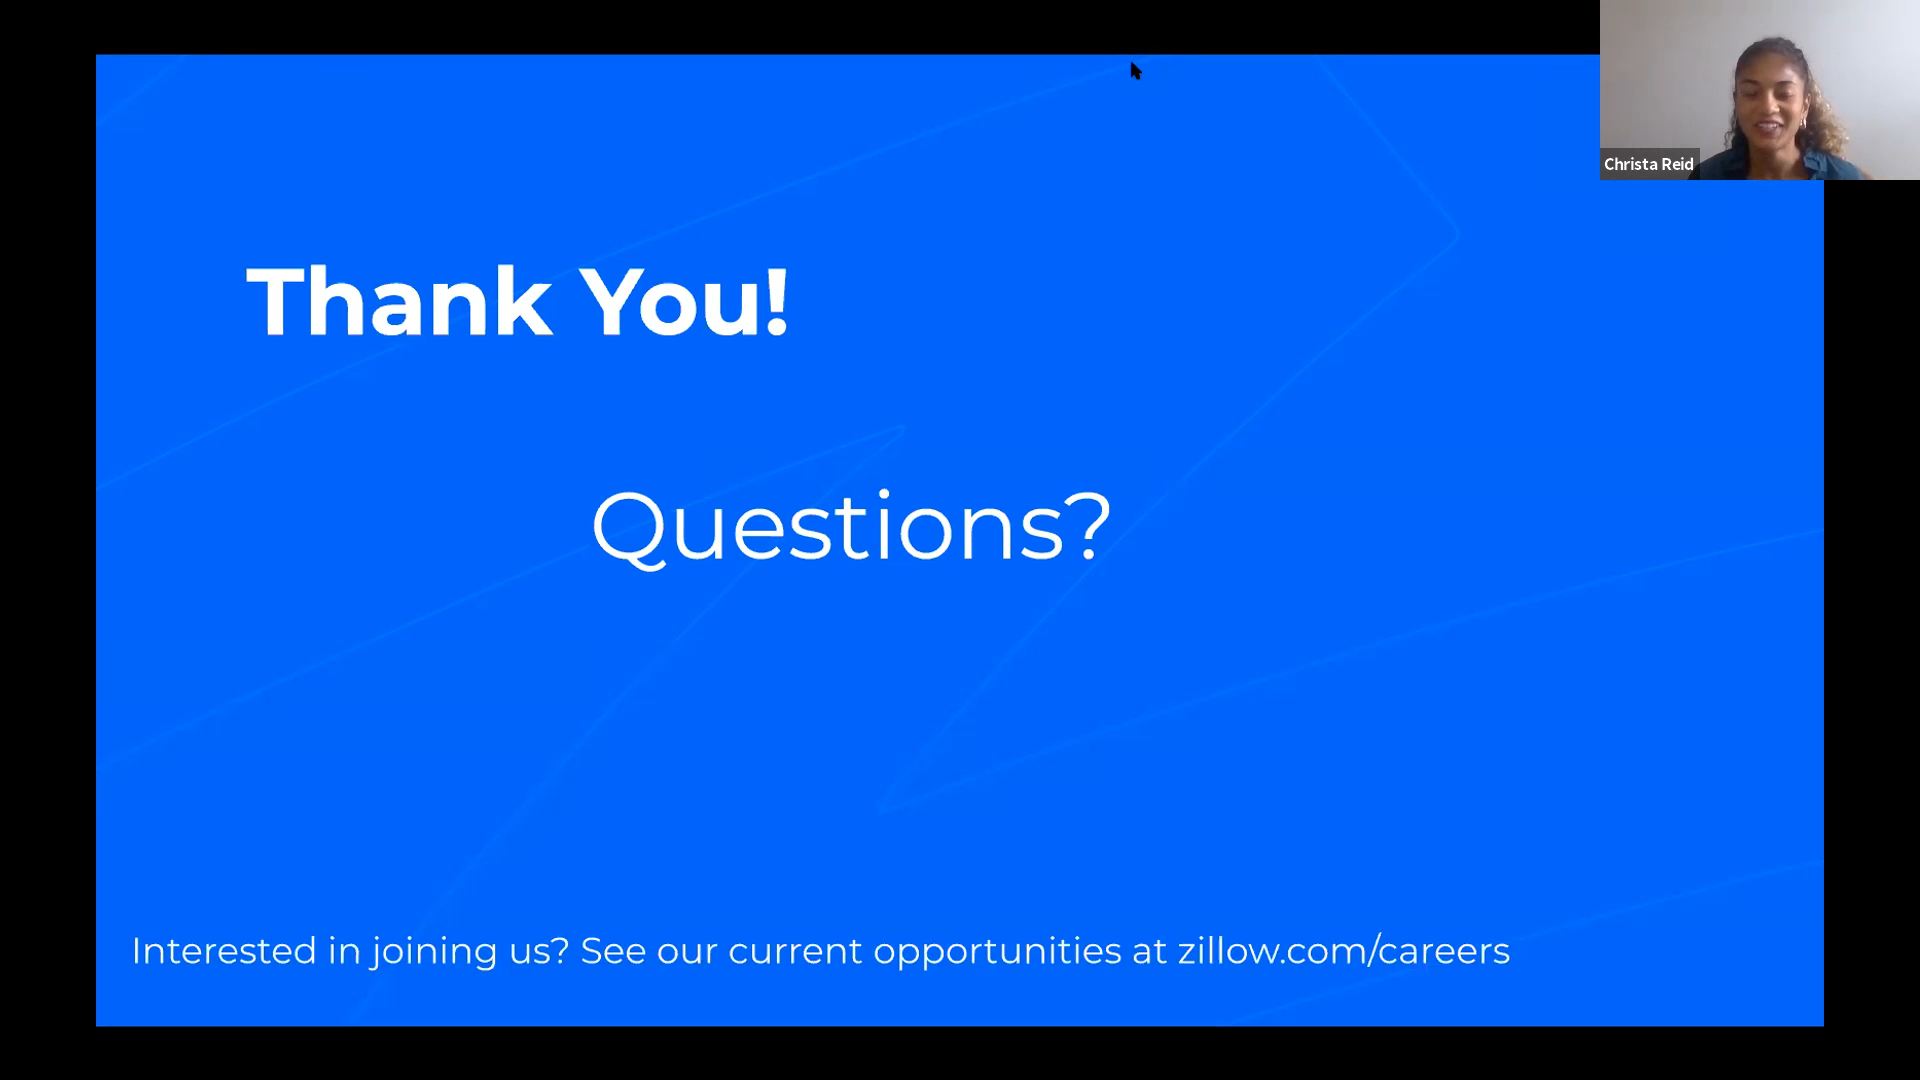 Christa Reid
Thank You!
Questions?
Interested in joining us? See our current opportunities at zillow.com/careers